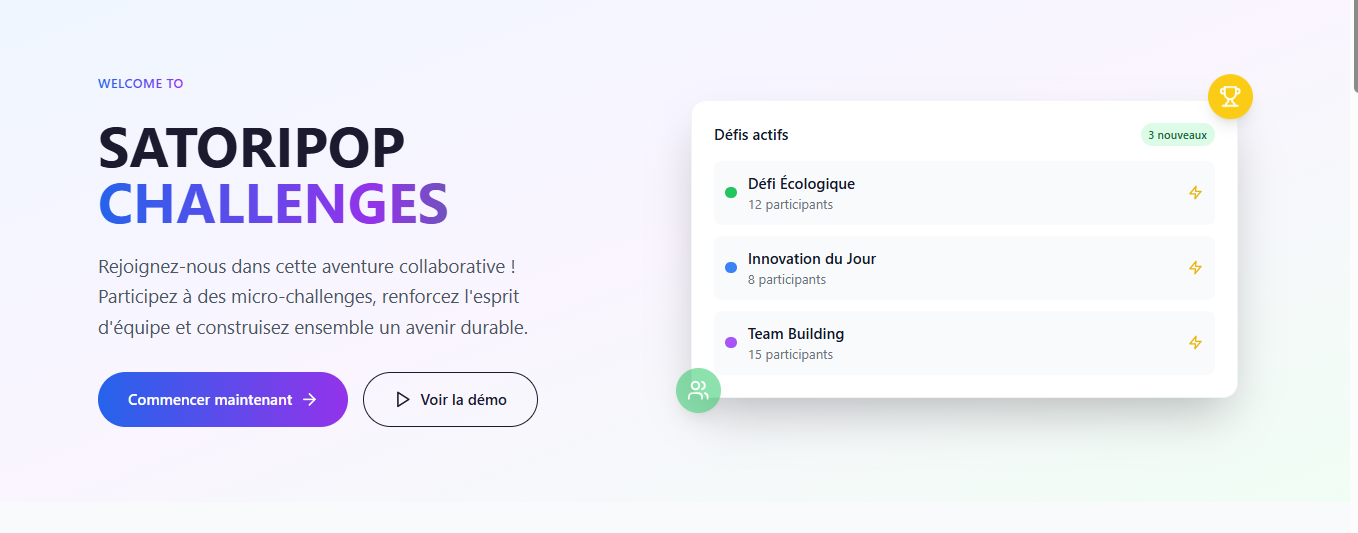 WELCOME TO
SATORIPOP
CHALLENGES
Rejoignez-nous dans cette aventure collaborative !
Participez à des micro-challenges, renforcez l'esprit
d'équipe et construisez ensemble un avenir durable.
Commencer maintenant
Voir la démo
Défis actifs
3 nouveaux
Défi Écologique
12 participants
Innovation du Jour
8 participants
Team Building
15 participants